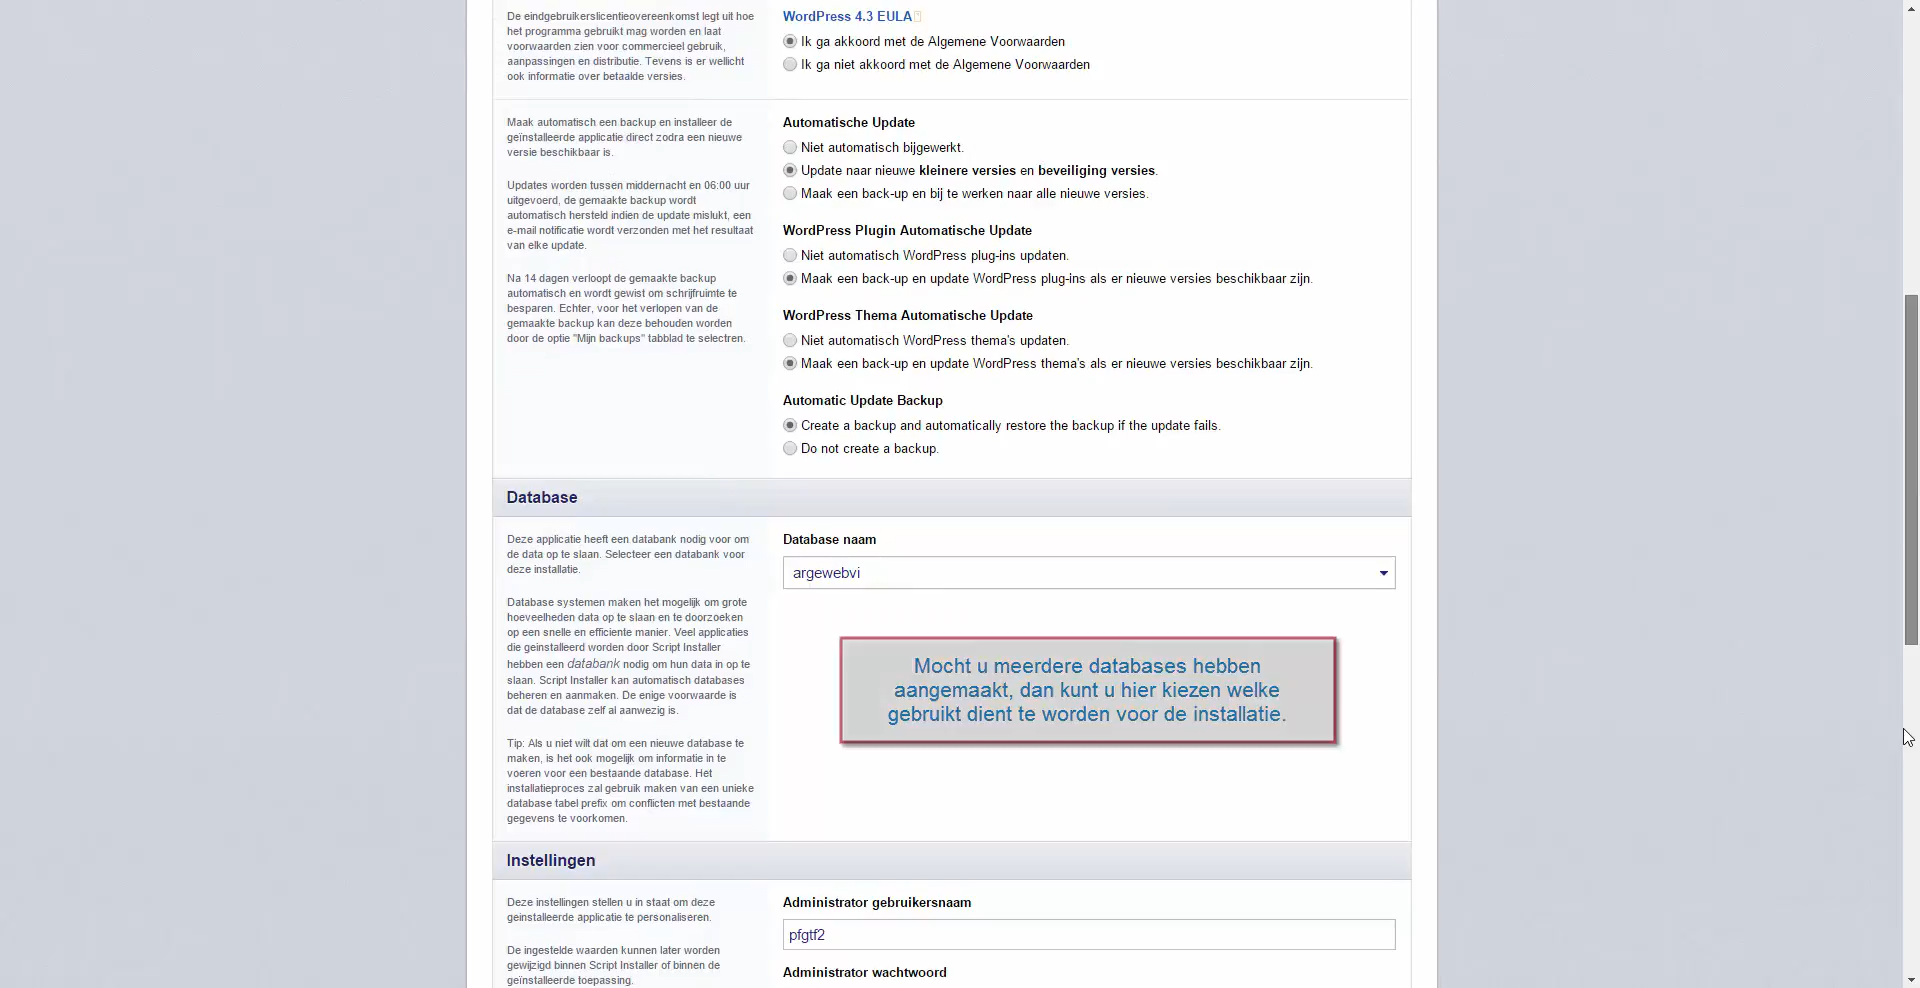 De eindgebruikerslicentieovereenkomst legt uit hoe
het programma gebruikt mag worden en laat
voorwaarden zien voor commercieel gebruik,
aanpassingen en distributie. Tevens is er wellicht
ook informatie over betaalde versies.
WordPress 4.3 EULA
Ik ga akkoord met de Algemene Voorwaarden
Ik ga niet akkoord met de Algemene Voorwaarden
Maak automatisch een backup en installeer de
geïnstalleerde applicatie direct zodra een nieuwe
versie beschikbaar is.
Updates worden tussen middernacht en 06:00 uur
uitgevoerd, de gemaakte backup wordt
automatisch hersteld indien de update mislukt, een
e-mail notificatie wordt verzonden met het resultaat
van elke update.
Na 14 dagen verloopt de gemaakte backup
automatisch en wordt gewist om schrijfruimte te
besparen. Echter, voor het verlopen van de
gemaakte backup kan deze behouden worden
door de optie "Mijn backups" tabblad te selectren.
Automatische Update
Niet automatisch bijgewerkt.
Update naar nieuwe kleinere versies en beveiliging versies.
Maak een back-up en bij te werken naar alle nieuwe versies.
WordPress Plugin Automatische Update
Niet automatisch WordPress plug-ins updaten.
Maak een back-up en update WordPress plug-ins als er nieuwe versies beschikbaar zijn.
WordPress Thema Automatische Update
Niet automatisch WordPress thema's updaten.
Maak een back-up en update WordPress thema's als er nieuwe versies beschikbaar zijn.
Automatic Update Backup
Create a backup and automatically restore the backup if the update fails.
Do not create a backup.
Database
Deze applicatie heeft een databank nodig voor om
de data op te slaan. Selecteer een databank voor
deze installatie.
Database systemen maken het mogelijk om grote
hoeveelheden data op te slaan en te doorzoeken
op een snelle en efficiente manier. Veel applicaties
die geinstalleerd worden door Script Installer
hebben een databank nodig om hun data in op te
slaan. Script Installer kan automatisch databases
beheren en aanmaken. De enige voorwaarde is
dat de database zelf al aanwezig is.
Tip: Als u niet wilt dat om een nieuwe database te
maken, is het ook mogelijk om informatie in te
voeren voor een bestaande database. Het
installatieproces zal gebruik maken van een unieke
database tabel prefix om conflicten met bestaande
gegevens te voorkomen.
Database naam
argewebvi
Mocht u meerdere databases hebben
aangemaakt, dan kunt u hier kiezen welke
gebruikt dient te worden voor de installatie.
Instellingen
Deze instellingen stellen u in staat om deze
geinstalleerde applicatie te personaliseren.
De ingestelde waarden kunnen later worden
gewijzigd binnen Script Installer of binnen de
geïnstalleerde toepassing.
Administrator gebruikersnaam
pfgtf2
Administrator wachtwoord